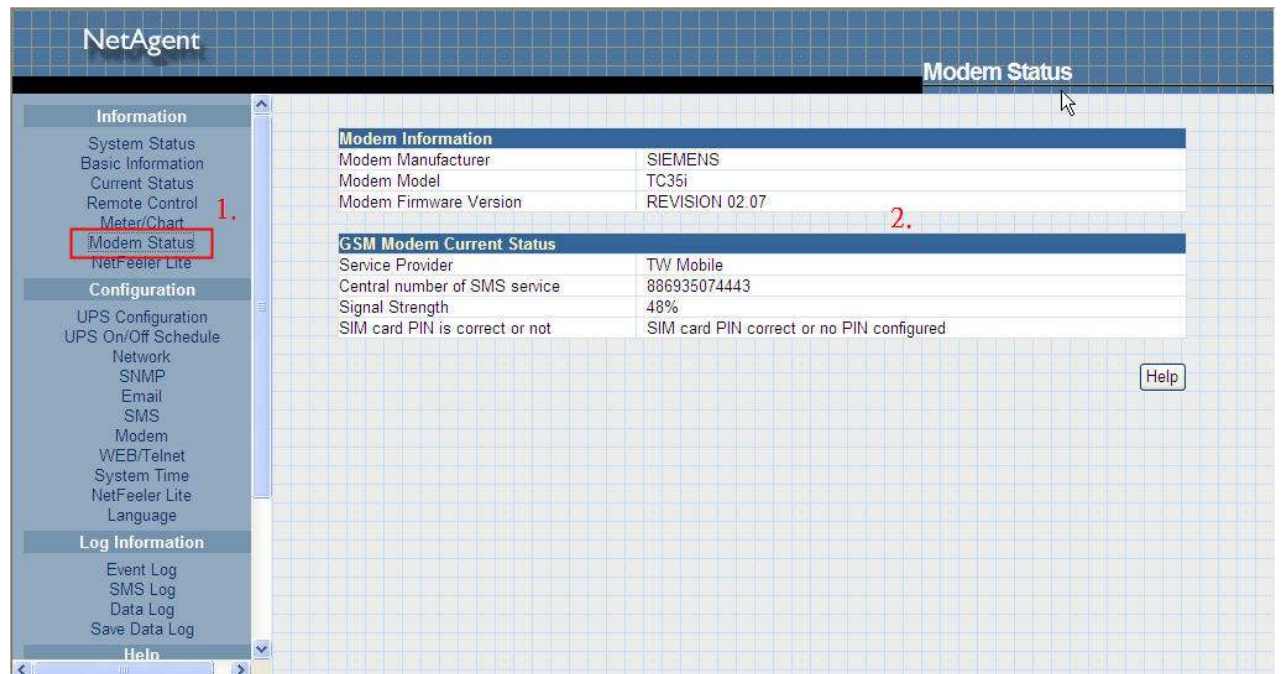 NetAgent
Modem Status
Information
System Status
Basic Information
Current Status
Remote Control
1.
Meter/Chart
Modem Status
NetFeeler Lite
Configuration
UPS Configuration
UPS On/Off Schedule
Network
SNMP
Email
SMS
Modem
WEB/Telnet
System Time
NetFeeler Lite
Language
Log Information
Event Log
SMS Log
Data Log
Save Data Log
Help
Modem Information
Modem Manufacturer SIEMENS
Modem Model TC35i
Modem Firmware Version REVISION 02.07
2.
GSM Modem Current Status
Service Provider TW Mobile
Central number of SMS service 886935074443
Signal Strength 48%
SIM card PIN is correct or not SIM card PIN correct or no PIN configured
Help